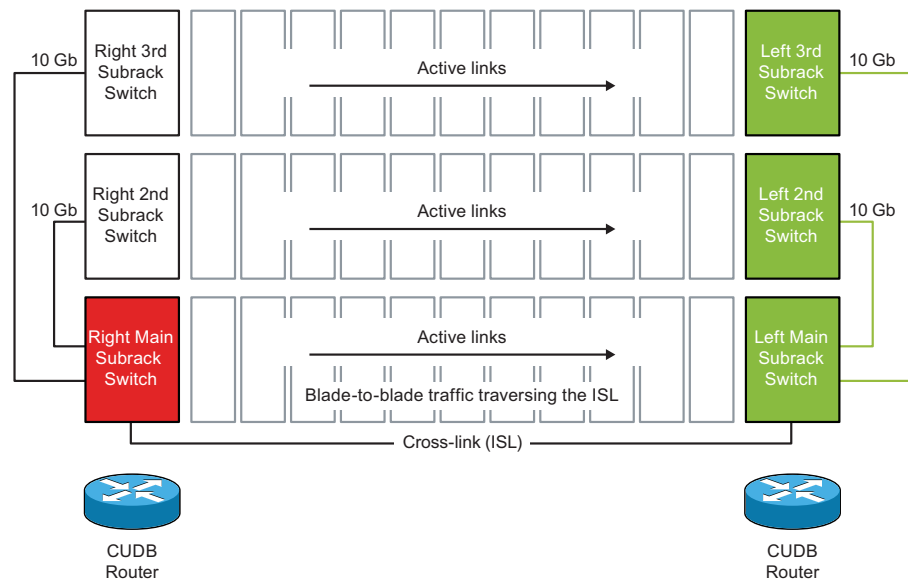 10 Gb
Right 3rd
Subrack
Switch
Active links
Left 3rd
Subrack
Switch
10 Gb
10 Gb
Right 2nd
Subrack
Switch
Active links
Left 2nd
Subrack
Switch
10 Gb
Right Main
Subrack
Switch
Active links
Blade-to-blade traffic traversing the ISL
Left Main
Subrack
Switch
Cross-link (ISL)
CUDB
Router
CUDB
Router